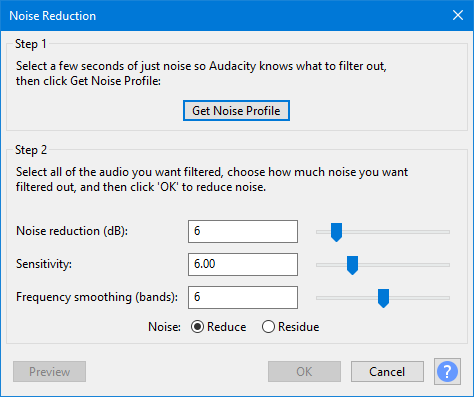 Noise Reduction
Step 1
Select a few seconds of just noise so Audacity knows what to filter out,
then click Get Noise Profile:
Get Noise Profile
Step 2
Select all of the audio you want filtered, choose how much noise you want
filtered out, and then click 'OK' to reduce noise.
Noise reduction (dB): 6
Sensitivity: 6.00
Frequency smoothing (bands): 6
Noise: Reduce Residue
Preview OK Cancel ?